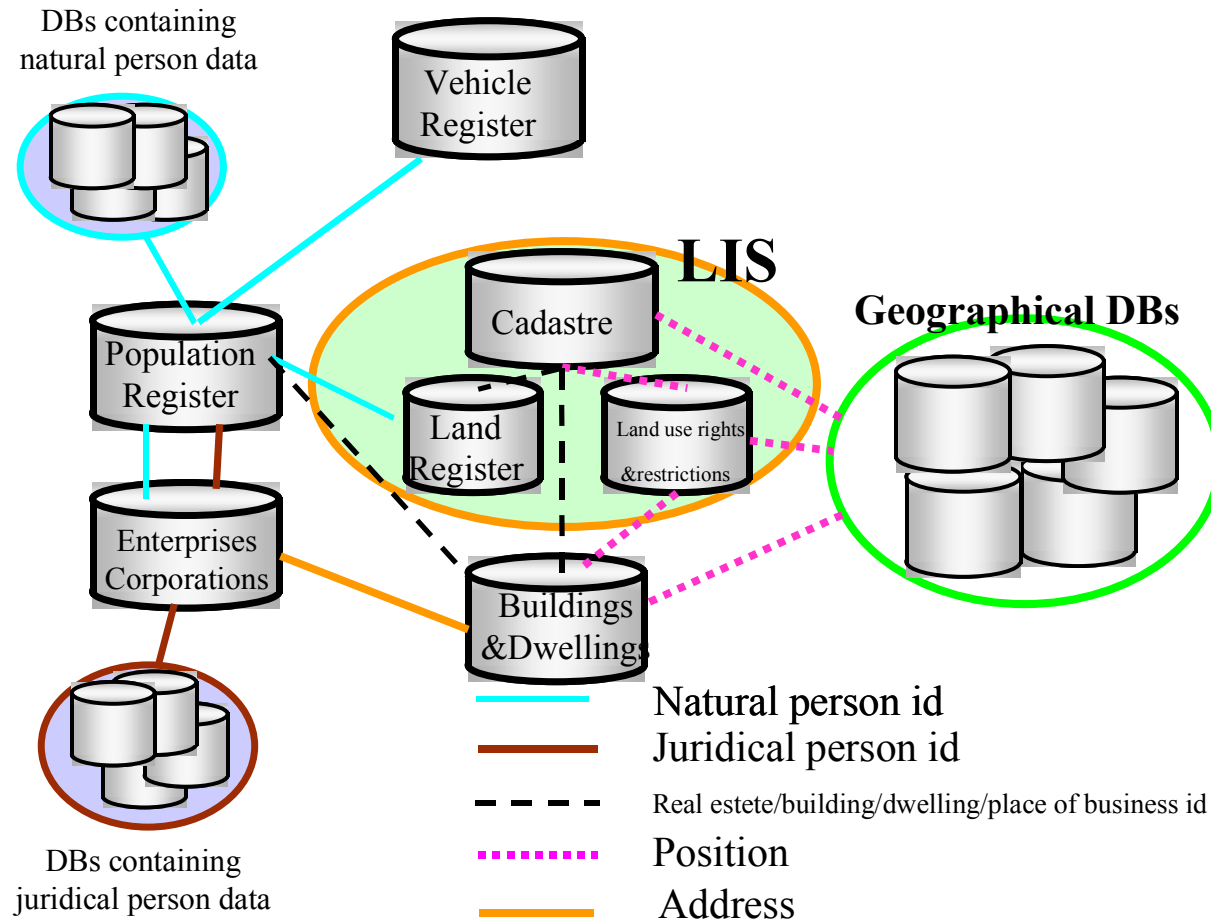 DBs containing
natural person data
Vehicle
Register
LIS
Cadastre
Geographical DBs
Population
Register
Land
Register
Land use rights
&restrictions
Enterprises
Corporations
Buildings
&Dwellings
Natural person id
Juridical person id
Real estete/building/dwelling/place of business id
Position
Address
DBs containing
juridical person data